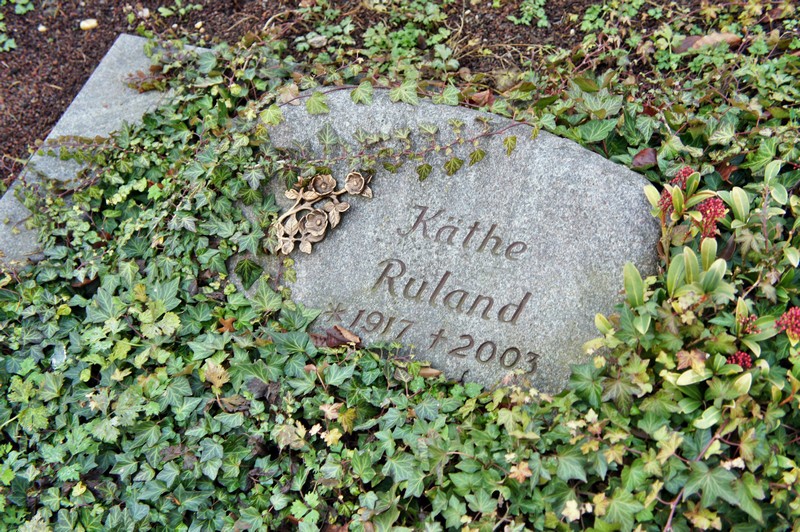 Käthe
Ruland
* 1917 † 2003